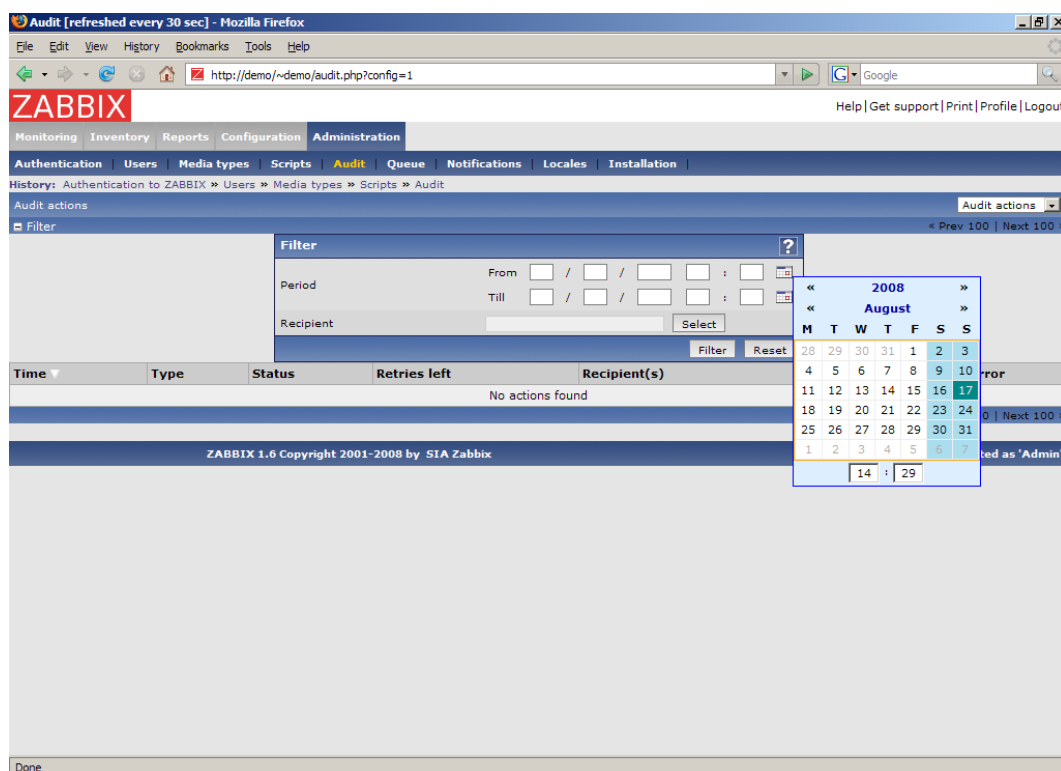 Audit [refreshed every 30 sec] - Mozilla Firefox
File Edit View History Bookmarks Tools Help
http://demo/~demo/audit.php?config=1 G Google
ZABBIX
Help | Get support | Print | Profile | Logout
Monitoring Inventory Reports Configuration Administration
Authentication | Users | Media types | Scripts | Audit | Queue | Notifications | Locales | Installation |
History: Authentication to ZABBIX » Users » Media types » Scripts » Audit
Audit actions Audit actions
Filter « Prev 100 | Next 100
Filter ?
Period From / / :
Till / / :
Recipient Select
Filter Reset
« 2008 »
« August »
M T W T F S S
28 29 30 31 1 2 3
4 5 6 7 8 9 10
11 12 13 14 15 16 17
18 19 20 21 22 23 24
25 26 27 28 29 30 31
1 2 3 4 5 6 7
14 : 29
Time Type Status Retries left Recipient(s) rror
No actions found
0 | Next 100
ZABBIX 1.6 Copyright 2001-2008 by SIA Zabbix ted as 'Admin'
Done